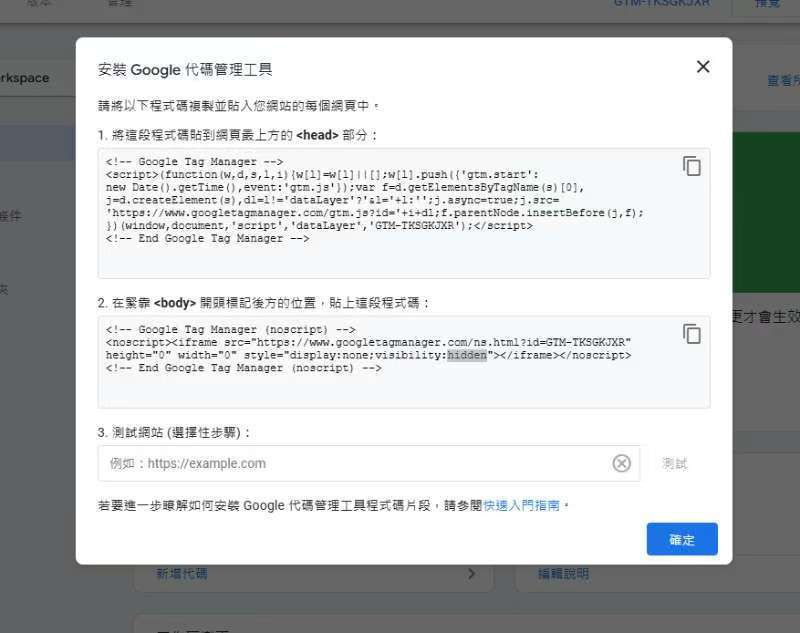 版本
管理
GTM-TKSGKJXR
預覽
安裝 Google 代碼管理工具
rkspace
請將以下程式碼複製並貼入您網站的每個網頁中。
查看所
1. 將這段程式碼貼到網頁最上方的 <head> 部分：
<!-- Google Tag Manager -->
<script>(function(w,d,s,l,i){w[l]=w[l]||[];w[l].push({'gtm.start':
new Date().getTime(),event:'gtm.js'});var f=d.getElementsByTagName(s)[0],
j=d.createElement(s),dl=l!='dataLayer'?'&l='+l:'';j.async=true;j.src=
'https://www.googletagmanager.com/gtm.js?id='+i+dl;f.parentNode.insertBefore(j,f);
})(window,document,'script','dataLayer','GTM-TKSGKJXR');</script>
<!-- End Google Tag Manager -->
條件
2. 在緊靠 <body> 開頭標記後方的位置，貼上這段程式碼：
更才會生效
<!-- Google Tag Manager (noscript) -->
<noscript><iframe src="https://www.googletagmanager.com/ns.html?id=GTM-TKSGKJXR"
height="0" width="0" style="display:none;visibility:hidden"></iframe></noscript>
<!-- End Google Tag Manager (noscript) -->
3. 測試網站 (選擇性步驟)：
例如：https://example.com
測試
若要進一步瞭解如何安裝 Google 代碼管理工具程式碼片段，請參閱快速入門指南。
確定
新增代碼
編輯說明